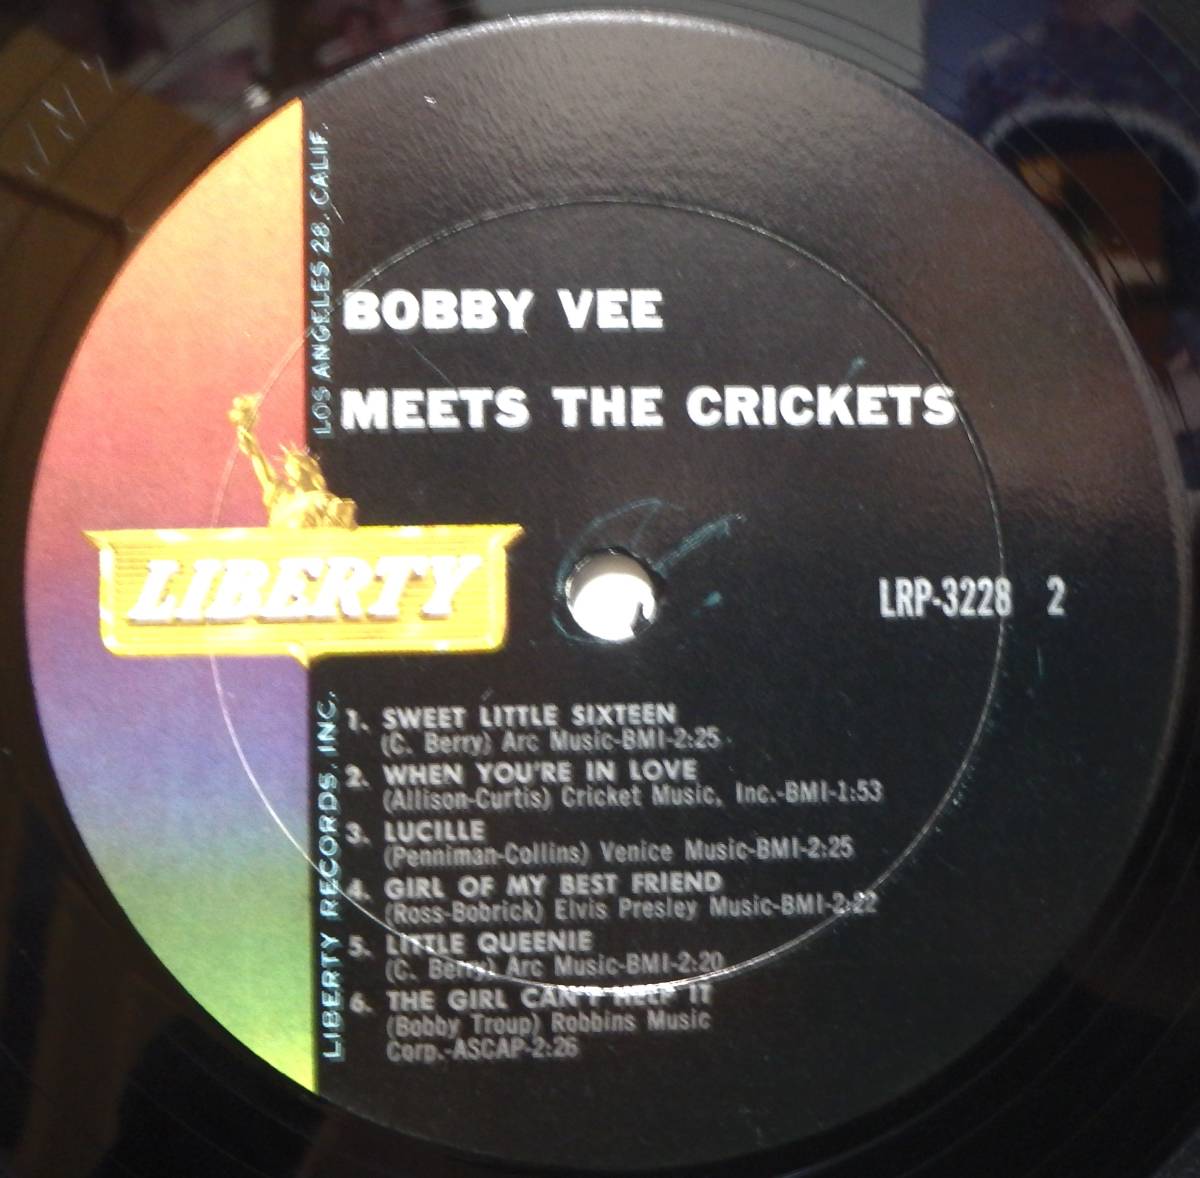 LOS ANGELES 28, CALIF.
BOBBY VEE
MEETS THE CRICKETS
LIBERTY
LRP-3228 2
LIBERTY RECORDS, INC.
1. SWEET LITTLE SIXTEEN
(C. Berry) Arc Music-BMI-2:25
2. WHEN YOU'RE IN LOVE
(Allison-Curtis) Cricket Music, Inc.-BMI-1:53
3. LUCILLE
(Penniman-Collins) Venice Music-BMI-2:25
4. GIRL OF MY BEST FRIEND
(Ross-Bobrick) Elvis Presley Music-BMI-2:22
5. LITTLE QUEENIE
(C. Berry) Arc Music-BMI-2:20
6. THE GIRL CAN'T HELP IT
(Bobby Troup) Robbins Music
Corp.-ASCAP-2:26